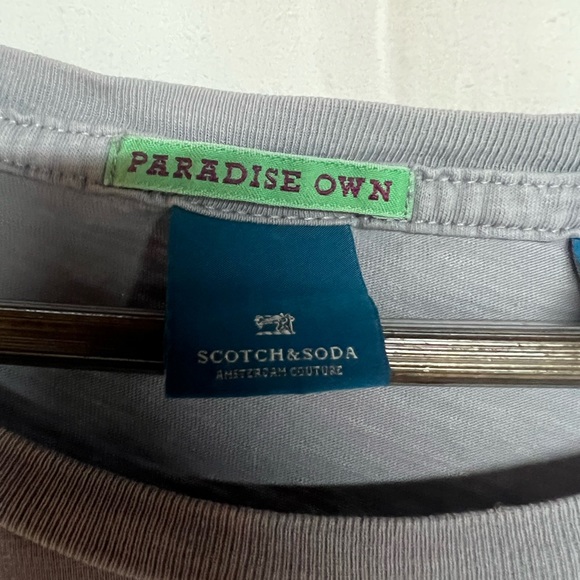 PARADISE OWN
SCOTCH&SODA
AMSTERDAM COUTURE